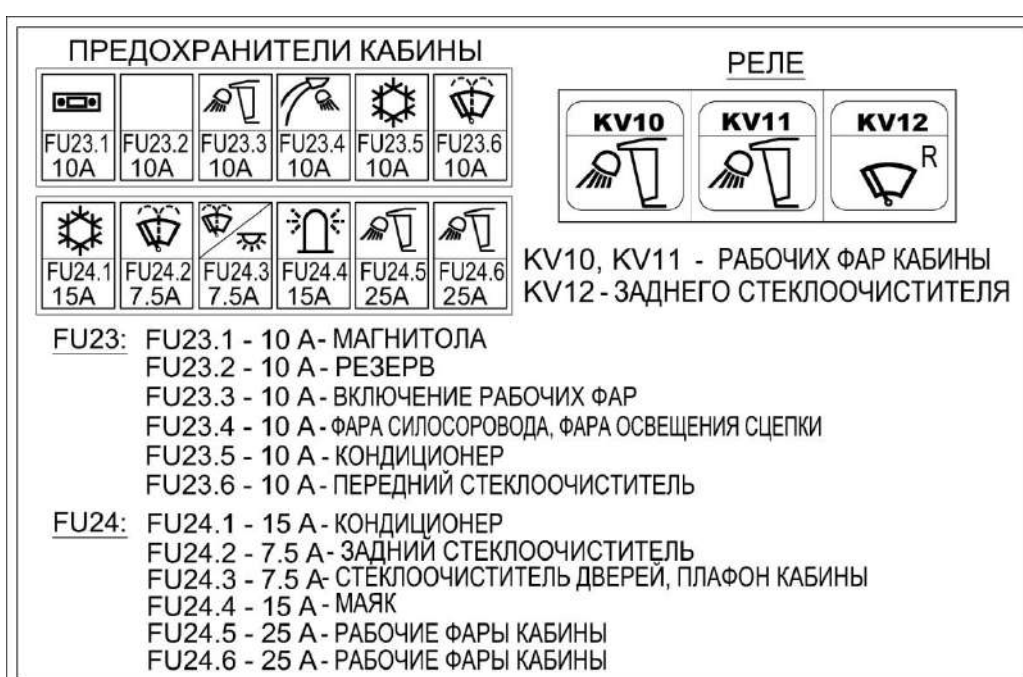 ПРЕДОХРАНИТЕЛИ КАБИНЫ
FU23.1 FU23.2 FU23.3 FU23.4 FU23.5 FU23.6
10A 10A 10A 10A 10A 10A
FU24.1 FU24.2 FU24.3 FU24.4 FU24.5 FU24.6
15A 7.5A 7.5A 15A 25A 25A
РЕЛЕ
KV10 KV11 KV12
R
KV10, KV11 - РАБОЧИХ ФАР КАБИНЫ
KV12 - ЗАДНЕГО СТЕКЛООЧИСТИТЕЛЯ
FU23: FU23.1 - 10 А - МАГНИТОЛА
FU23.2 - 10 А - РЕЗЕРВ
FU23.3 - 10 А - ВКЛЮЧЕНИЕ РАБОЧИХ ФАР
FU23.4 - 10 А - ФАРА СИЛОСОРОВОДА, ФАРА ОСВЕЩЕНИЯ СЦЕПКИ
FU23.5 - 10 А - КОНДИЦИОНЕР
FU23.6 - 10 А - ПЕРЕДНИЙ СТЕКЛООЧИСТИТЕЛЬ
FU24: FU24.1 - 15 А - КОНДИЦИОНЕР
FU24.2 - 7.5 А - ЗАДНИЙ СТЕКЛООЧИСТИТЕЛЬ
FU24.3 - 7.5 А - СТЕКЛООЧИСТИТЕЛЬ ДВЕРЕЙ, ПЛАФОН КАБИНЫ
FU24.4 - 15 А - МАЯК
FU24.5 - 25 А - РАБОЧИЕ ФАРЫ КАБИНЫ
FU24.6 - 25 А - РАБОЧИЕ ФАРЫ КАБИНЫ